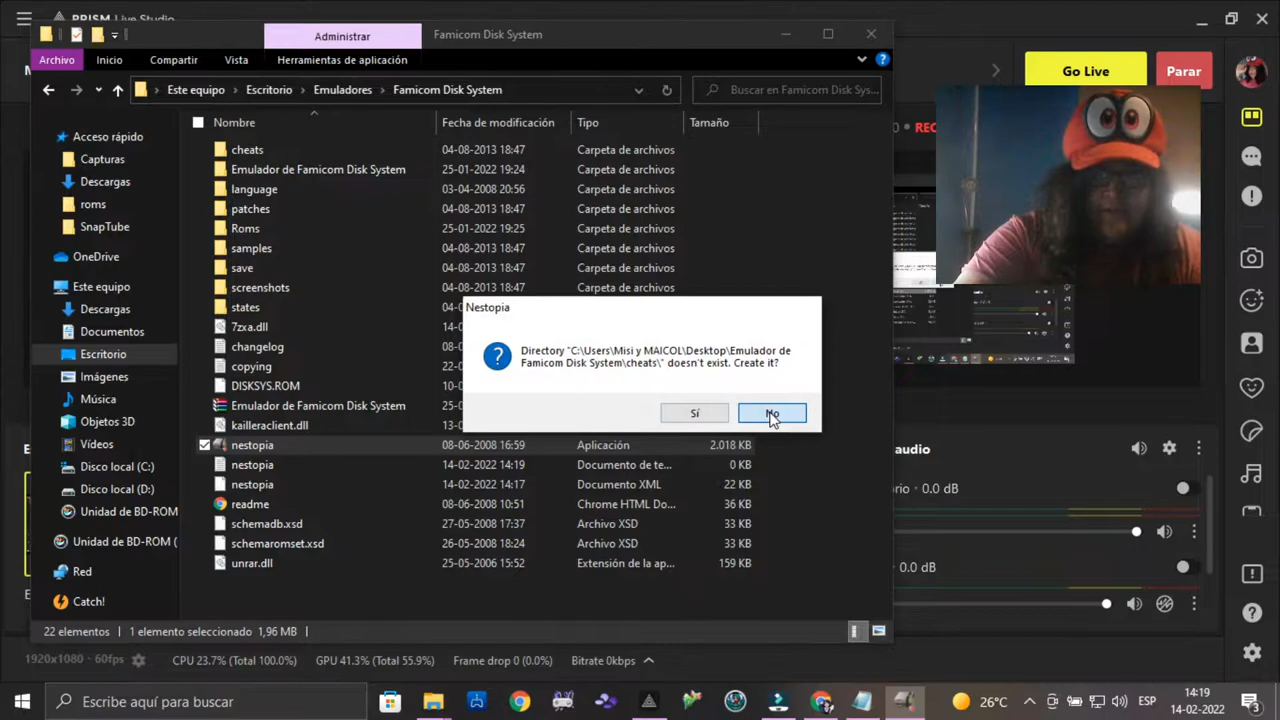 PRISM Live Studio
Administrar
Famicom Disk System
Archivo
Inicio
Compartir
Vista
Herramientas de aplicación
Go Live
Parar
Este equipo
Escritorio
Emuladores
Famicom Disk System
Buscar en Famicom Disk Sys...
REC
Acceso rápido
Capturas
Descargas
roms
SnapTube
OneDrive
Este equipo
Descargas
Documentos
Escritorio
Imágenes
Música
Objetos 3D
Vídeos
Disco local (C:)
Disco local (D:)
Unidad de BD-ROM
Unidad de BD-ROM (
Red
Catch!
Nombre
Fecha de modificación
Tipo
Tamaño
cheats 04-08-2013 18:47 Carpeta de archivos
Emulador de Famicom Disk System 25-01-2022 19:24 Carpeta de archivos
language 03-04-2008 20:56 Carpeta de archivos
patches 04-08-2013 18:47 Carpeta de archivos
Roms 25-01-2022 19:25 Carpeta de archivos
samples 04-08-2013 18:47 Carpeta de archivos
save 04-08-2013 18:47 Carpeta de archivos
screenshots 04-08-2013 18:47 Carpeta de archivos
states 04-0
7zxa.dll 14-
changelog 08-
copying 22-
DISKSYS.ROM 04-
Emulador de Famicom Disk System 25-
kailleraclient.dll 13-
nestopia 08-06-2008 16:59 Aplicación 2.018 KB
nestopia 14-02-2022 14:19 Documento de te... 0 KB
nestopia 14-02-2022 14:17 Documento XML 22 KB
readme 08-06-2008 10:51 Chrome HTML Do... 36 KB
schemadb.xsd 27-05-2008 17:37 Archivo XSD 33 KB
schemaromset.xsd 26-05-2008 18:24 Archivo XSD 33 KB
unrar.dll 25-05-2006 15:52 Extensión de la ap... 159 KB
Nestopia
Directory "C:\Users\Misi y MAICOL\Desktop\Emulador de
Famicom Disk System\cheats\" doesn't exist. Create it?
Sí
No
audio
ório • 0.0 dB
0.0 dB
22 elementos
1 elemento seleccionado 1,96 MB
1920x1080 · 60fps
CPU 23.7% (Total 100.0%)
GPU 41.3% (Total 55.9%)
Frame drop 0 (0.0%)
Bitrate 0kbps
Escribe aquí para buscar
26°C
ESP
14:19
14-02-2022
3